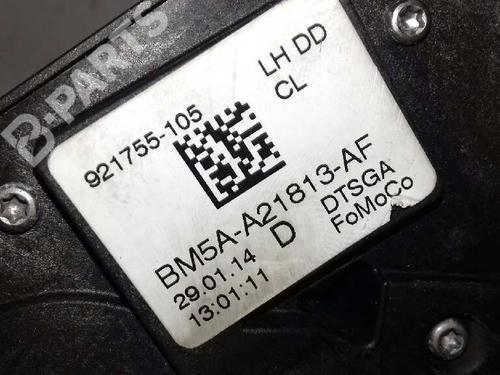 B-PARTS
LH DD
CL
921755-105
BM5A-A21813-AF
29.01.14 D DTSGA
13:01:11 FoMoCo